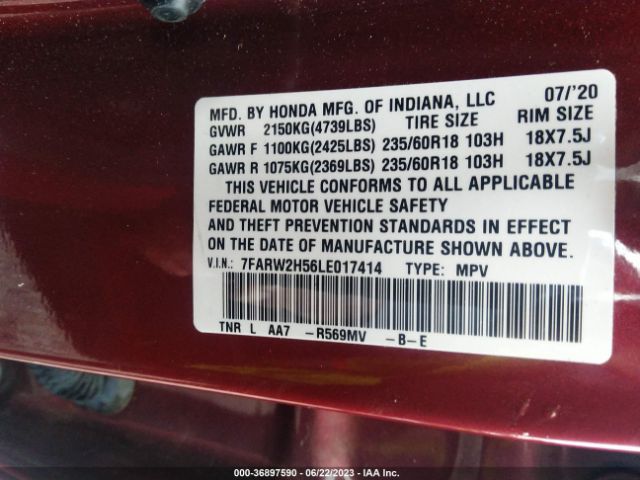 MFD. BY HONDA MFG. OF INDIANA, LLC 07/'20
GVWR 2150KG(4739LBS) TIRE SIZE RIM SIZE
GAWR F 1100KG(2425LBS) 235/60R18 103H 18X7.5J
GAWR R 1075KG(2369LBS) 235/60R18 103H 18X7.5J
THIS VEHICLE CONFORMS TO ALL APPLICABLE
FEDERAL MOTOR VEHICLE SAFETY
AND THEFT PREVENTION STANDARDS IN EFFECT
ON THE DATE OF MANUFACTURE SHOWN ABOVE.
V.I.N.: 7FARW2H56LE017414 TYPE: MPV
TNR L AA7 -R569MV -B-E
000-36897590 - 06/22/2023 - IAA Inc.